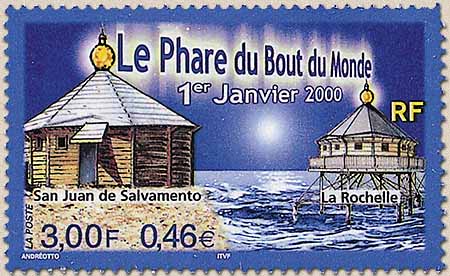 Le Phare du Bout du Monde
1er Janvier 2000
RF
San Juan de Salvamento
La Rochelle
LA POSTE
3,00F 0,46€
ANDRÉOTTO
ITVF